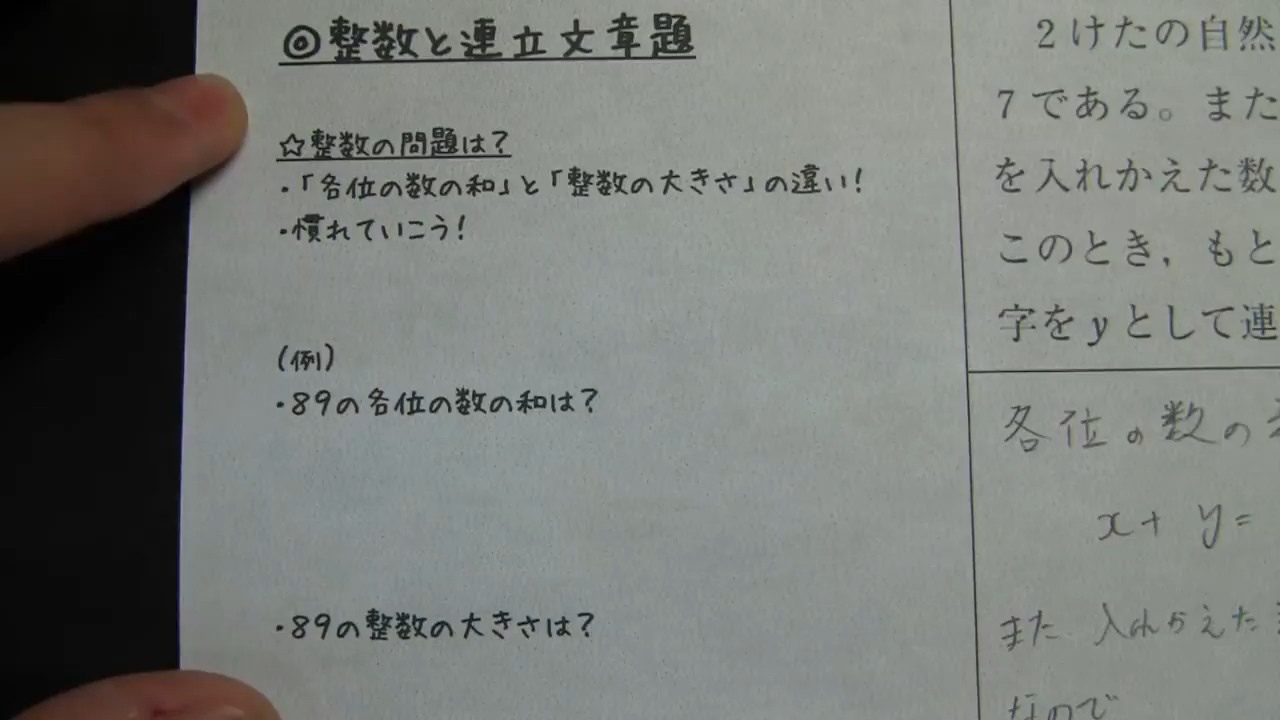 ◎整数と連立文章題
☆整数の問題は?
・「各位の数の和」と「整数の大きさ」の違い!
・慣れていこう!
(例)
・89の各位の数の和は?
・89の整数の大きさは?
2けたの自然
7である。また
を入れかえた数
このとき,もと
字をyとして連
各位の数の
x+y=
また 入れかえた
なので